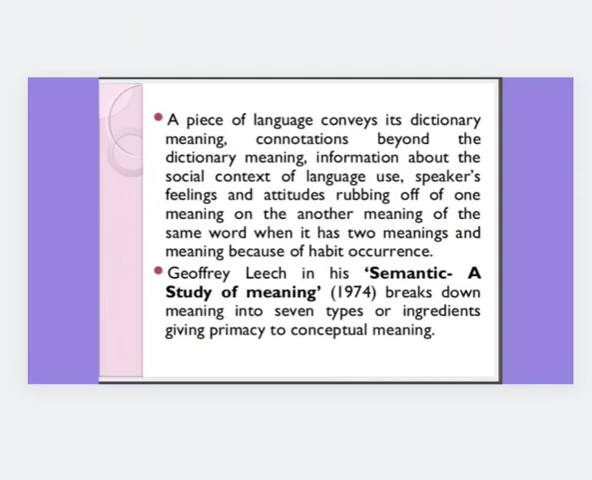 A piece of language conveys its dictionary
meaning, connotations beyond the
dictionary meaning, information about the
social context of language use, speaker's
feelings and attitudes rubbing off of one
meaning on the another meaning of the
same word when it has two meanings and
meaning because of habit occurrence.
Geoffrey Leech in his 'Semantic- A
Study of meaning' (1974) breaks down
meaning into seven types or ingredients
giving primacy to conceptual meaning.